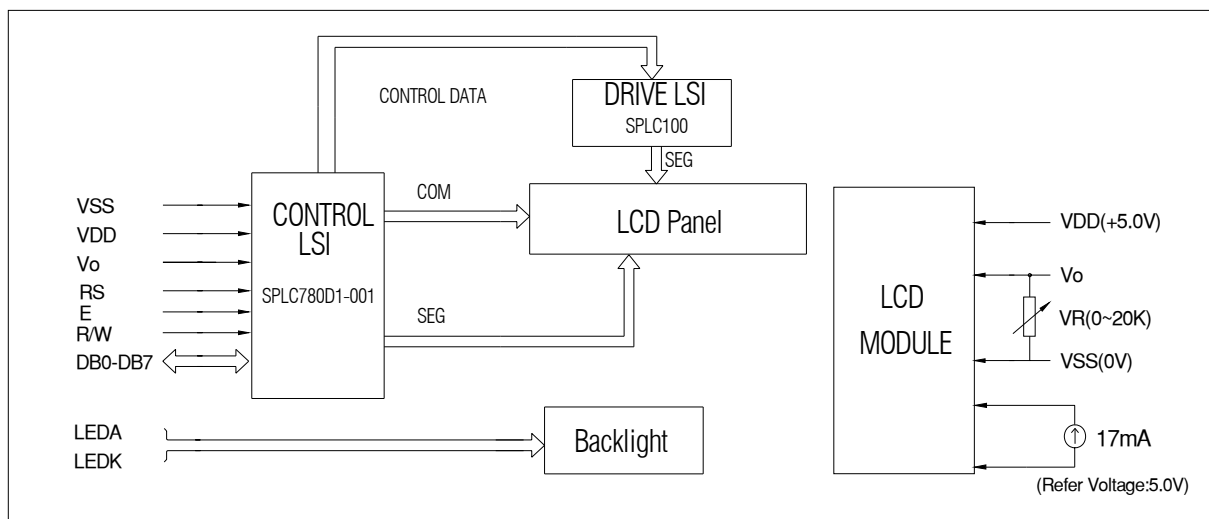 CONTROL DATA
DRIVE LSI
SPLC100
SEG
VSS
VDD
Vo
RS
E
R/W
DB0-DB7
CONTROL
LSI
SPLC780D1-001
COM
SEG
LCD Panel
LEDA
LEDK
Backlight
LCD
MODULE
VDD(+5.0V)
Vo
VR(0~20K)
VSS(0V)
17mA
(Refer Voltage:5.0V)